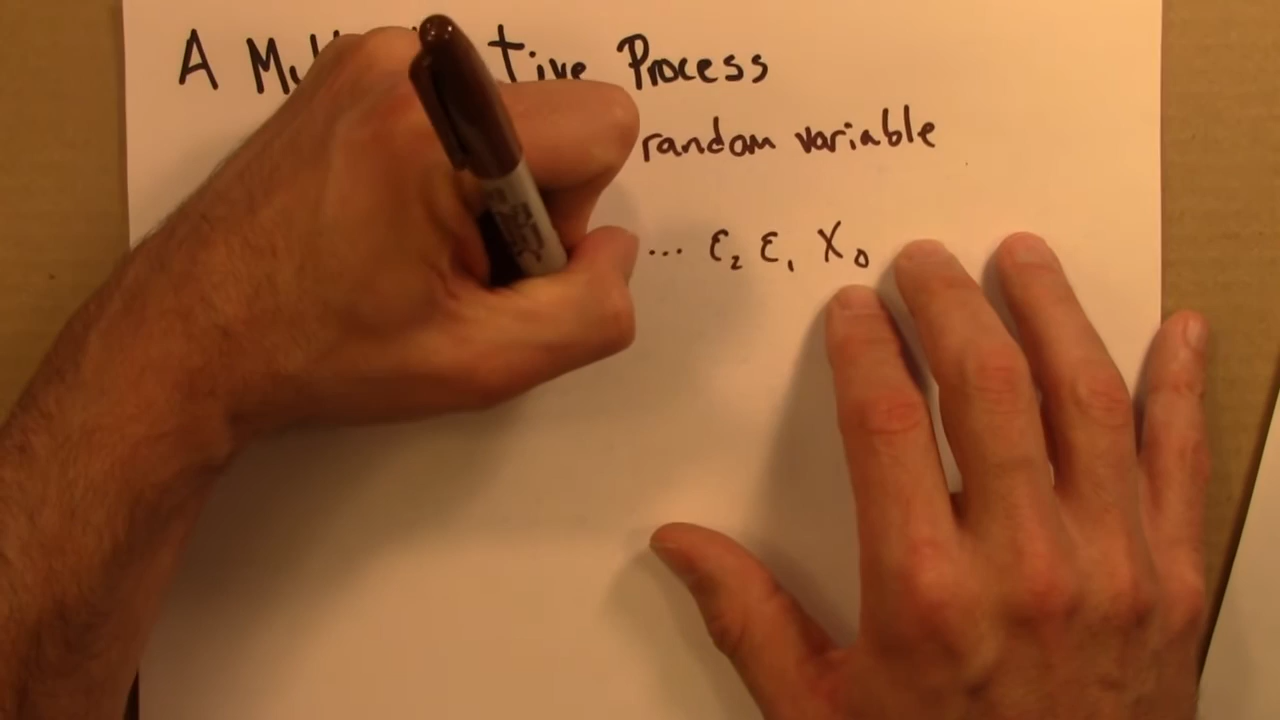 A tive Process
random variable
... ε₂ ε₁ X₀